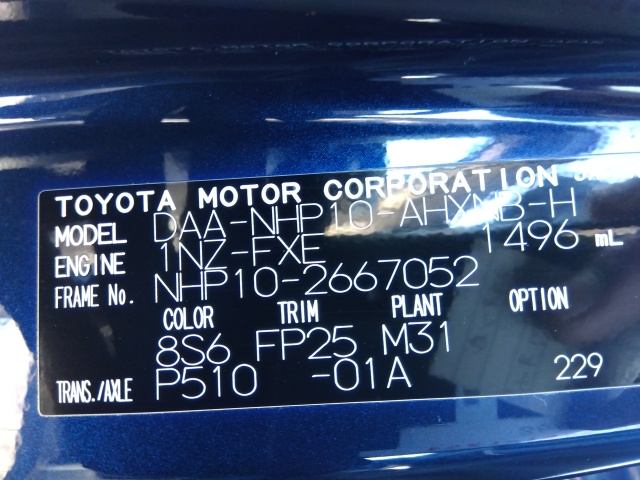 TOYOTA MOTOR CORPORATION
MODEL DAA-NHP10-AHXNB-H
ENGINE 1NZ-FXE 1496 mL
FRAME No. NHP10-2667052
COLOR TRIM PLANT OPTION
8S6 FP25 M31
TRANS./AXLE P510 -01A 229